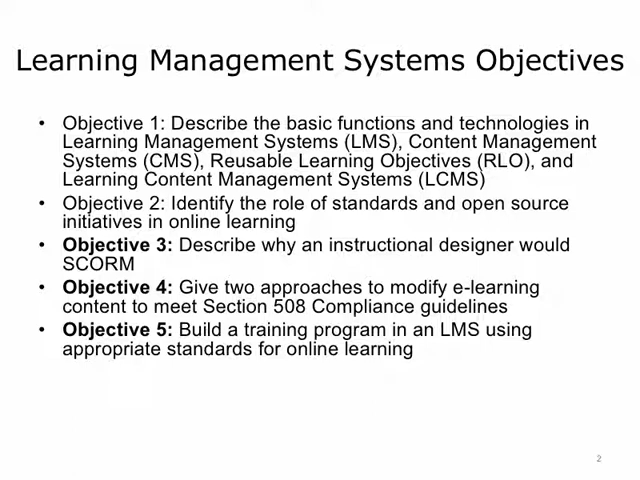 Learning Management Systems Objectives
• Objective 1: Describe the basic functions and technologies in
Learning Management Systems (LMS), Content Management
Systems (CMS), Reusable Learning Objectives (RLO), and
Learning Content Management Systems (LCMS)
• Objective 2: Identify the role of standards and open source
initiatives in online learning
• Objective 3: Describe why an instructional designer would
SCORM
• Objective 4: Give two approaches to modify e-learning
content to meet Section 508 Compliance guidelines
• Objective 5: Build a training program in an LMS using
appropriate standards for online learning
2